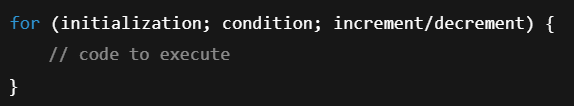 for (initialization; condition; increment/decrement) {
    // code to execute
}